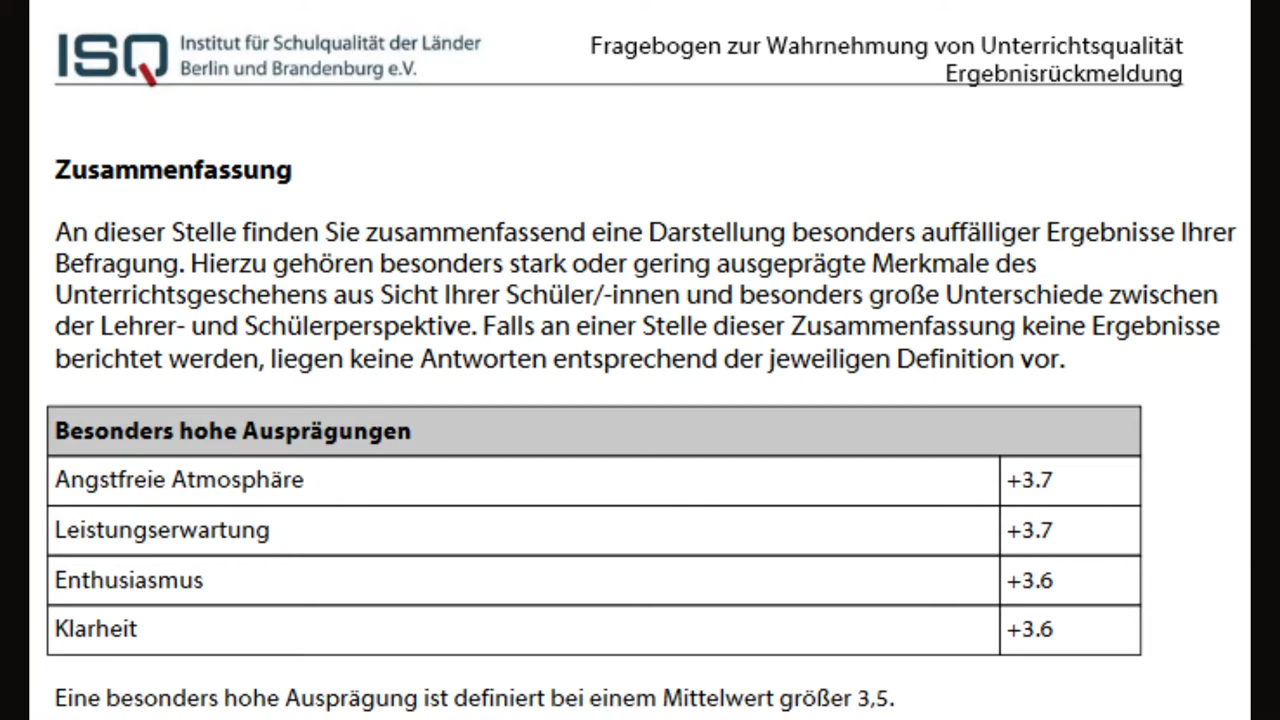 ISQ Institut für Schulqualität der Länder
Berlin und Brandenburg e.V.
Fragebogen zur Wahrnehmung von Unterrichtsqualität
Ergebnisrückmeldung
Zusammenfassung
An dieser Stelle finden Sie zusammenfassend eine Darstellung besonders auffälliger Ergebnisse Ihrer
Befragung. Hierzu gehören besonders stark oder gering ausgeprägte Merkmale des
Unterrichtsgeschehens aus Sicht Ihrer Schüler/-innen und besonders große Unterschiede zwischen
der Lehrer- und Schülerperspektive. Falls an einer Stelle dieser Zusammenfassung keine Ergebnisse
berichtet werden, liegen keine Antworten entsprechend der jeweiligen Definition vor.
Besonders hohe Ausprägungen
Angstfreie Atmosphäre +3.7
Leistungserwartung +3.7
Enthusiasmus +3.6
Klarheit +3.6
Eine besonders hohe Ausprägung ist definiert bei einem Mittelwert größer 3,5.